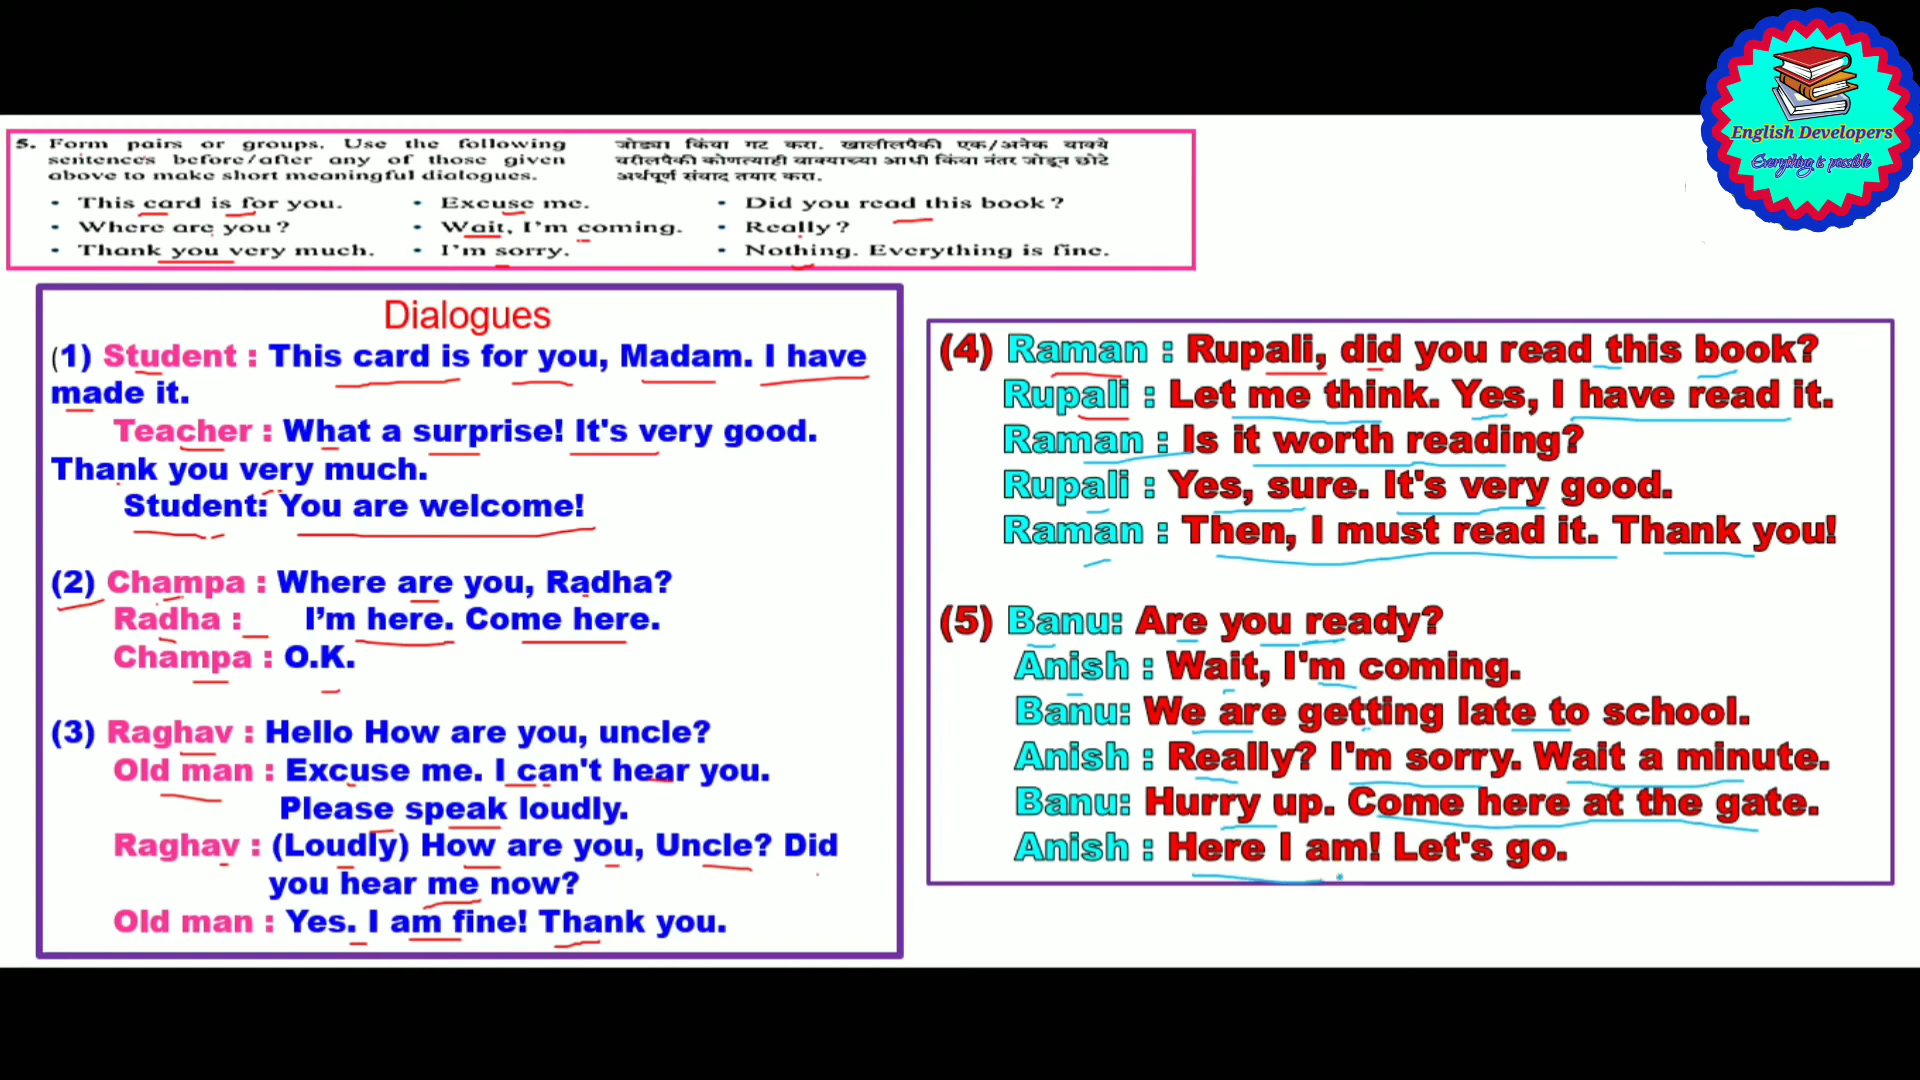 5. Form pairs or groups. Use the following
sentences before/after any of those given
above to make short meaningful dialogues.
जोड्या किंवा गट करा. खालीलपैकी एक/अनेक वाक्ये
वरीलपैकी कोणत्याही वाक्याच्या आधी किंवा नंतर जोडून छोटे
अर्थपूर्ण संवाद तयार करा.
• This card is for you. • Excuse me. • Did you read this book?
• Where are you? • Wait, I'm coming. • Really?
• Thank you very much. • I'm sorry. • Nothing. Everything is fine.
English Developers
Everything is possible
Dialogues
(1) Student : This card is for you, Madam. I have
made it.
Teacher : What a surprise! It's very good.
Thank you very much.
Student: You are welcome!
(2) Champa : Where are you, Radha?
Radha : I’m here. Come here.
Champa : O.K.
(3) Raghav : Hello How are you, uncle?
Old man : Excuse me. I can't hear you.
Please speak loudly.
Raghav : (Loudly) How are you, Uncle? Did
you hear me now?
Old man : Yes. I am fine! Thank you.
(4) Raman : Rupali, did you read this book?
Rupali : Let me think. Yes, I have read it.
Raman : Is it worth reading?
Rupali : Yes, sure. It's very good.
Raman : Then, I must read it. Thank you!
(5) Banu: Are you ready?
Anish : Wait, I'm coming.
Banu: We are getting late to school.
Anish : Really? I'm sorry. Wait a minute.
Banu: Hurry up. Come here at the gate.
Anish : Here I am! Let's go.